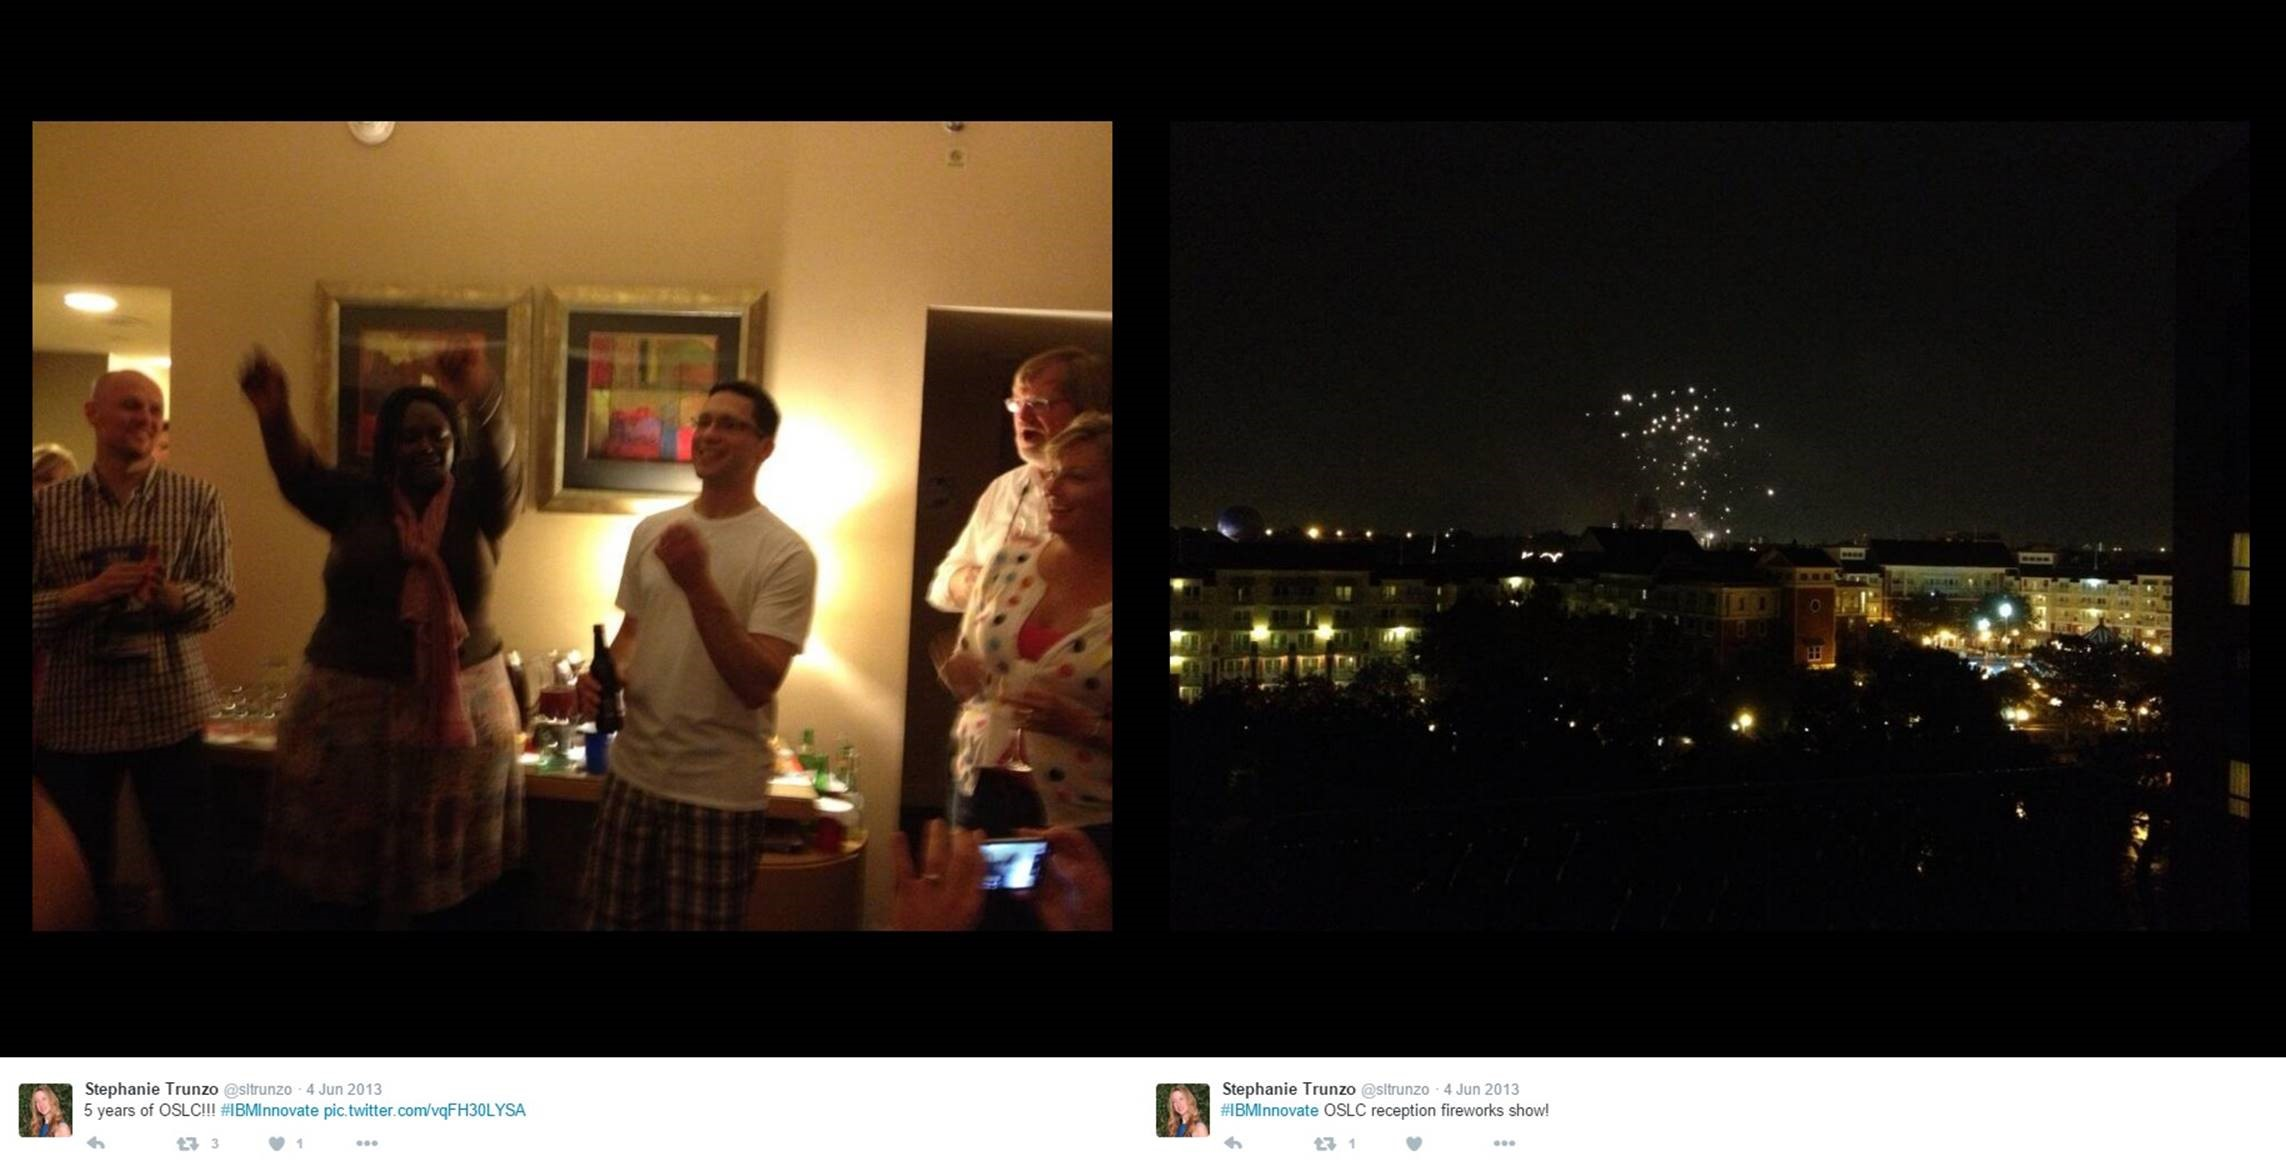 Stephanie Trunzo @sltrunzo · 4 Jun 2013
5 years of OSLC!!! #IBMInnovate pic.twitter.com/vqFH30LYSA
3 1
Stephanie Trunzo @sltrunzo · 4 Jun 2013
#IBMInnovate OSLC reception fireworks show!
1